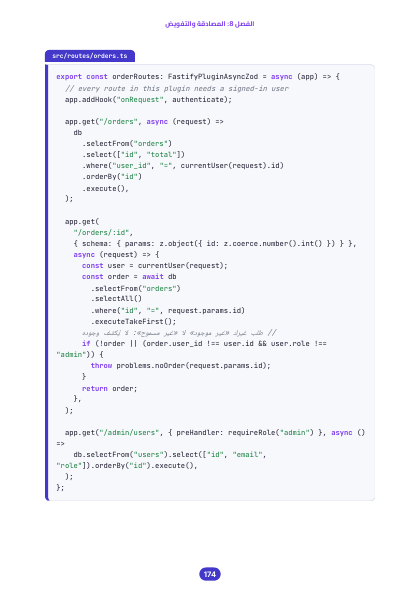 الفصل 8: المصادقة والتفويض
src/routes/orders.ts
export const orderRoutes: FastifyPluginAsyncZod = async (app) => {
  // every route in this plugin needs a signed-in user
  app.addHook("onRequest", authenticate);

  app.get("/orders", async (request) =>
    db
      .selectFrom("orders")
      .select(["id", "total"])
      .where("user_id", "=", currentUser(request).id)
      .orderBy("id")
      .execute(),
  );

  app.get(
    "/orders/:id",
    { schema: { params: z.object({ id: z.coerce.number().int() }) } },
    async (request) => {
      const user = currentUser(request);
      const order = await db
        .selectFrom("orders")
        .selectAll()
        .where("id", "=", request.params.id)
        .executeTakeFirst();
      // طلب غيرك «غير موجود» لا «غير مسموح»: لا يُكشف وجوده
      if (!order || (order.user_id !== user.id && user.role !==
"admin")) {
        throw problems.noOrder(request.params.id);
      }
      return order;
    },
  );

  app.get("/admin/users", { preHandler: requireRole("admin") }, async ()
=>
    db.selectFrom("users").select(["id", "email",
"role"]).orderBy("id").execute(),
  );
};
174